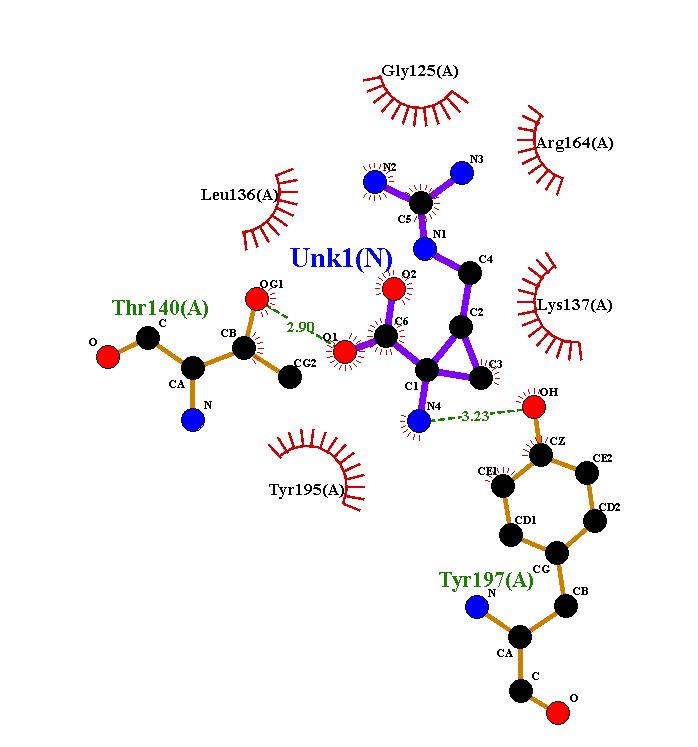 Gly125(A)
Arg164(A)
N2
N3
Leu136(A)
C5
N1
Unk1(N)
C4
O2
OG1
Lys137(A)
Thr140(A)
C2
C6
2.90
O
C
CB
O1
C3
CG2
C1
CA
OH
N
N4
3.23
CZ
CE2
CE1
Tyr195(A)
CD2
CD1
CG
Tyr197(A)
N
CB
CA
C
O